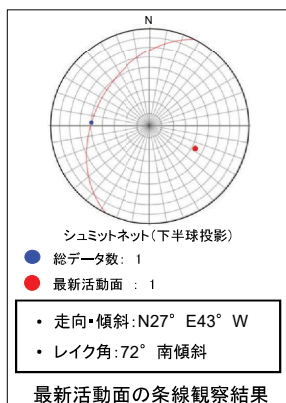 N
シュミットネット(下半球投影)
総データ数： 1
最新活動面 ： 1
・ 走向・傾斜:N27° E43° W
・ レイク角:72° 南傾斜
最新活動面の条線観察結果